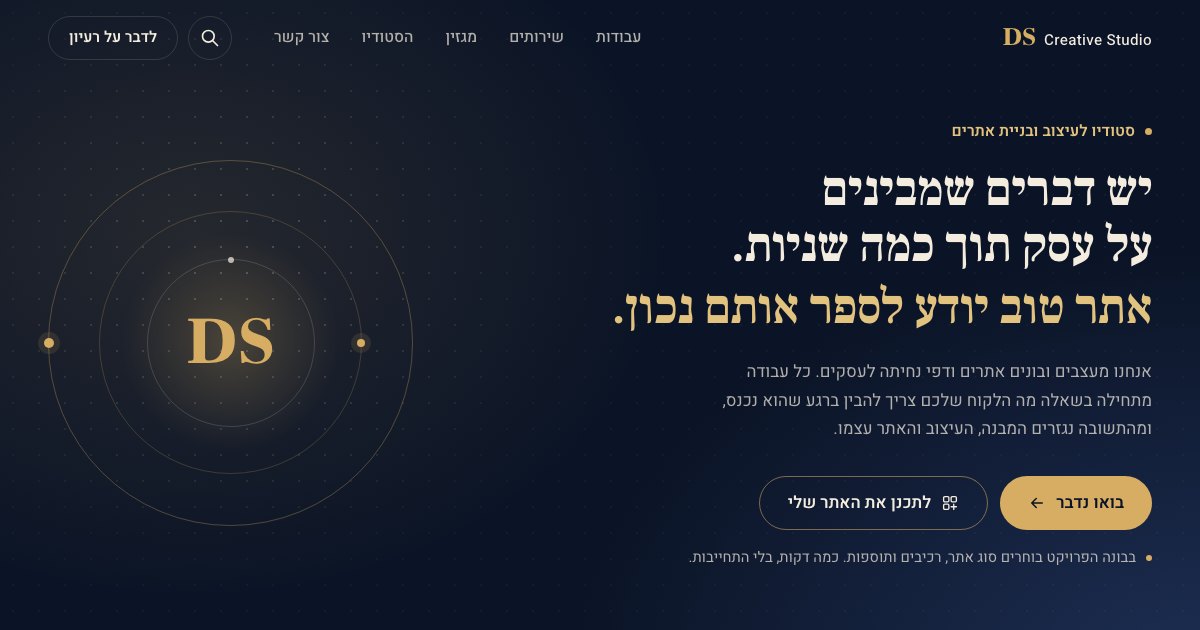 DS Creative Studio
עבודות
שירותים
מגזין
הסטודיו
צור קשר
לדבר על רעיון
סטודיו לעיצוב ובניית אתרים
יש דברים שמבינים
על עסק תוך כמה שניות.
אתר טוב יודע לספר אותם נכון.
אנחנו מעצבים ובונים אתרים ודפי נחיתה לעסקים. כל עבודה
מתחילה בשאלה מה הלקוח שלכם צריך להבין ברגע שהוא נכנס,
ומהתשובה נגזרים המבנה, העיצוב והאתר עצמו.
בואו נדבר
לתכנן את האתר שלי
בבונה הפרויקט בוחרים סוג אתר, רכיבים ותוספות. כמה דקות, בלי התחייבות.
DS